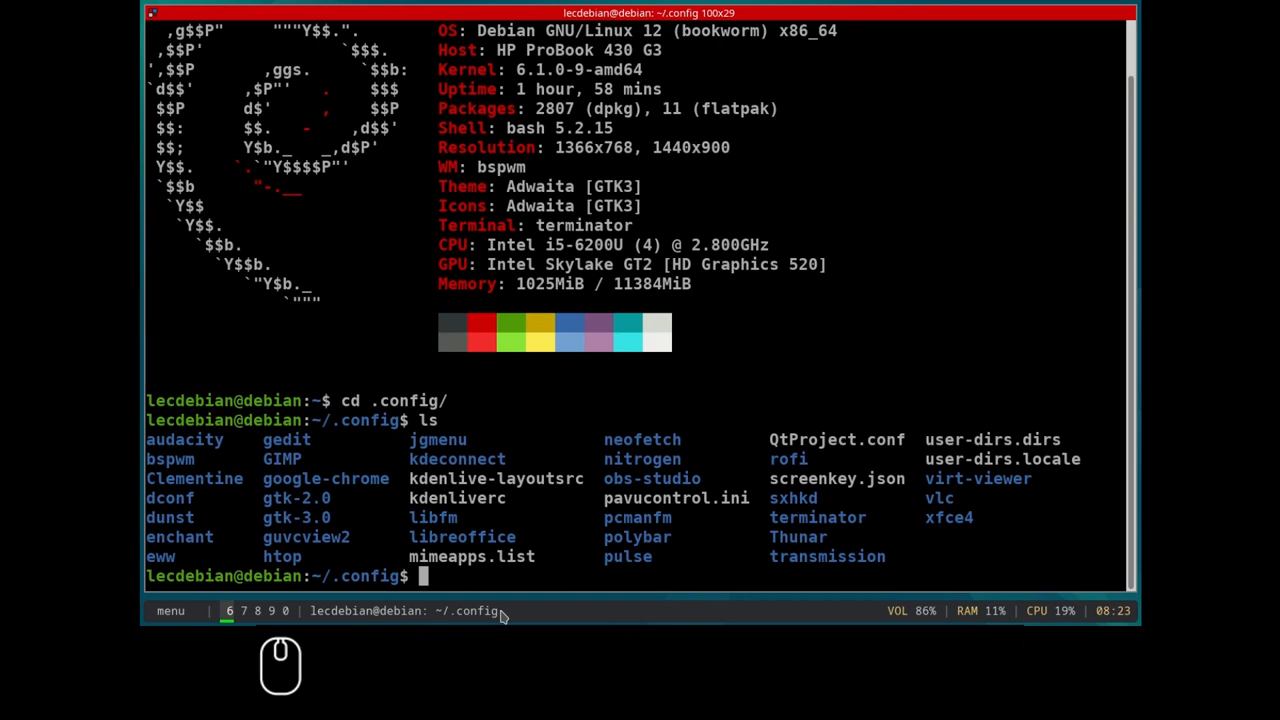 lecdebian@debian: ~/.config 100x29
,g$$P"      """Y$$.".      OS: Debian GNU/Linux 12 (bookworm) x86_64
,$$P'              `$$$.     Host: HP ProBook 430 G3
',$$P       ,ggs.     `$$b:   Kernel: 6.1.0-9-amd64
`d$$'     ,$P"'   .    $$$    Uptime: 1 hour, 58 mins
$$P      d$'     ,    $$P    Packages: 2807 (dpkg), 11 (flatpak)
$$:      $$.   -    ,d$$'    Shell: bash 5.2.15
$$;      Y$b._   _,d$P'      Resolution: 1366x768, 1440x900
Y$$.    `.`"Y$$$$P"'         WM: bspwm
`$$b      "-.__              Theme: Adwaita [GTK3]
`Y$$                        Icons: Adwaita [GTK3]
`Y$$.                      Terminal: terminator
`$$b.                    CPU: Intel i5-6200U (4) @ 2.800GHz
`Y$$b.                  GPU: Intel Skylake GT2 [HD Graphics 520]
`"Y$b._               Memory: 1025MiB / 11384MiB
`"""
lecdebian@debian:~$ cd .config/
lecdebian@debian:~/.config$ ls
audacity gedit jgmenu neofetch QtProject.conf user-dirs.dirs
bspwm GIMP kdeconnect nitrogen rofi user-dirs.locale
Clementine google-chrome kdenlive-layoutsrc obs-studio screenkey.json virt-viewer
dconf gtk-2.0 kdenliverc pavucontrol.ini sxhkd vlc
dunst gtk-3.0 libfm pcmanfm terminator xfce4
enchant guvcview2 libreoffice polybar Thunar
eww htop mimeapps.list pulse transmission
lecdebian@debian:~/.config$
menu | 6 7 8 9 0 | lecdebian@debian: ~/.config VOL 86% | RAM 11% | CPU 19% | 08:23